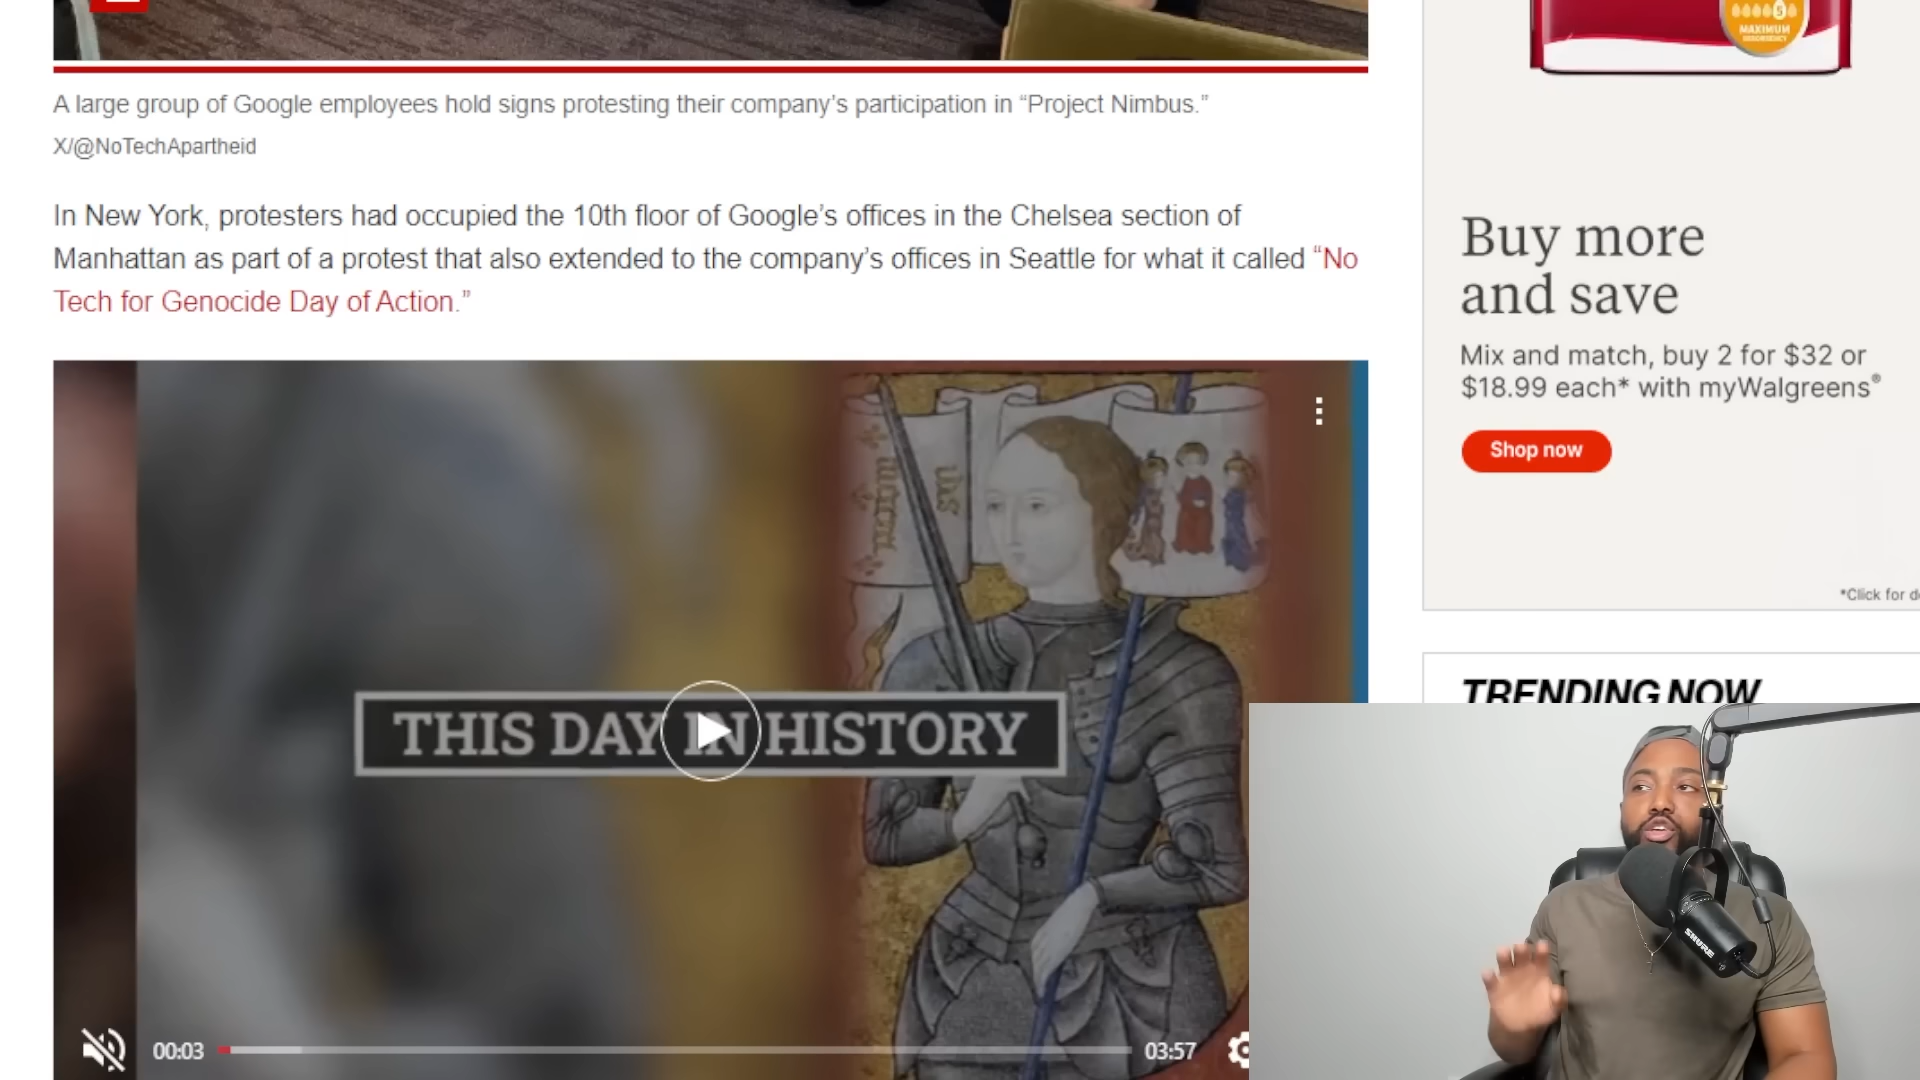 A large group of Google employees hold signs protesting their company’s participation in “Project Nimbus.”
X/@NoTechApartheid
In New York, protesters had occupied the 10th floor of Google’s offices in the Chelsea section of
Manhattan as part of a protest that also extended to the company’s offices in Seattle for what it called “No
Tech for Genocide Day of Action.”
THIS DAY IN HISTORY
00:03
03:57
5
MAXIMUM
Buy more
and save
Mix and match, buy 2 for $32 or
$18.99 each* with myWalgreens®
Shop now
*Click for d
TRENDING NOW
SHURE